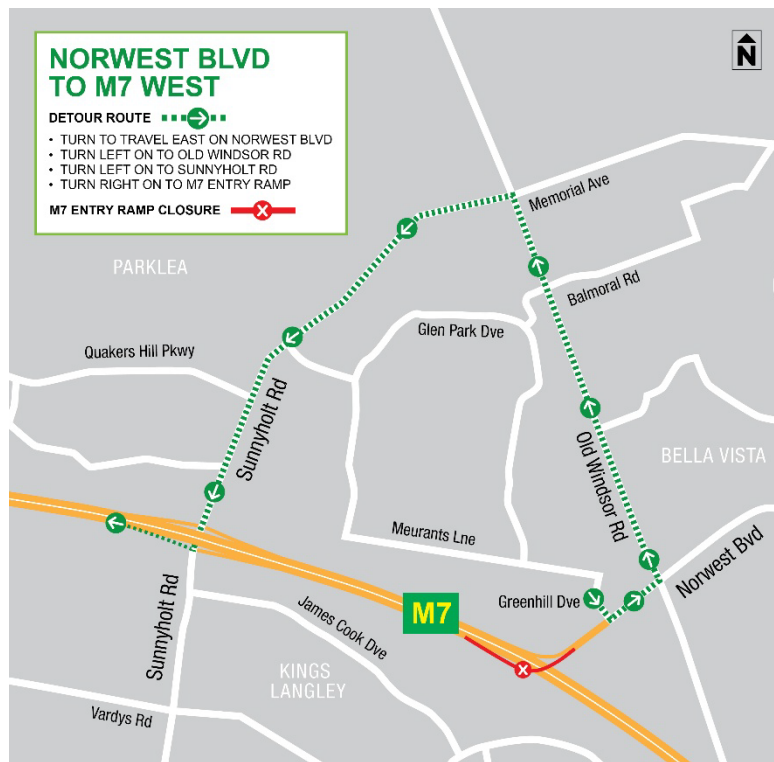 NORWEST BLVD
TO M7 WEST
DETOUR ROUTE
• TURN TO TRAVEL EAST ON NORWEST BLVD
• TURN LEFT ON TO OLD WINDSOR RD
• TURN LEFT ON TO SUNNYHOLT RD
• TURN RIGHT ON TO M7 ENTRY RAMP
M7 ENTRY RAMP CLOSURE
N
Memorial Ave
PARKLEA
Balmoral Rd
Glen Park Dve
Quakers Hill Pkwy
Sunnyholt Rd
Old Windsor Rd
BELLA VISTA
Meurants Lne
Norwest Bvd
Greenhill Dve
M7
James Cook Dve
Sunnyholt Rd
KINGS
LANGLEY
Vardys Rd